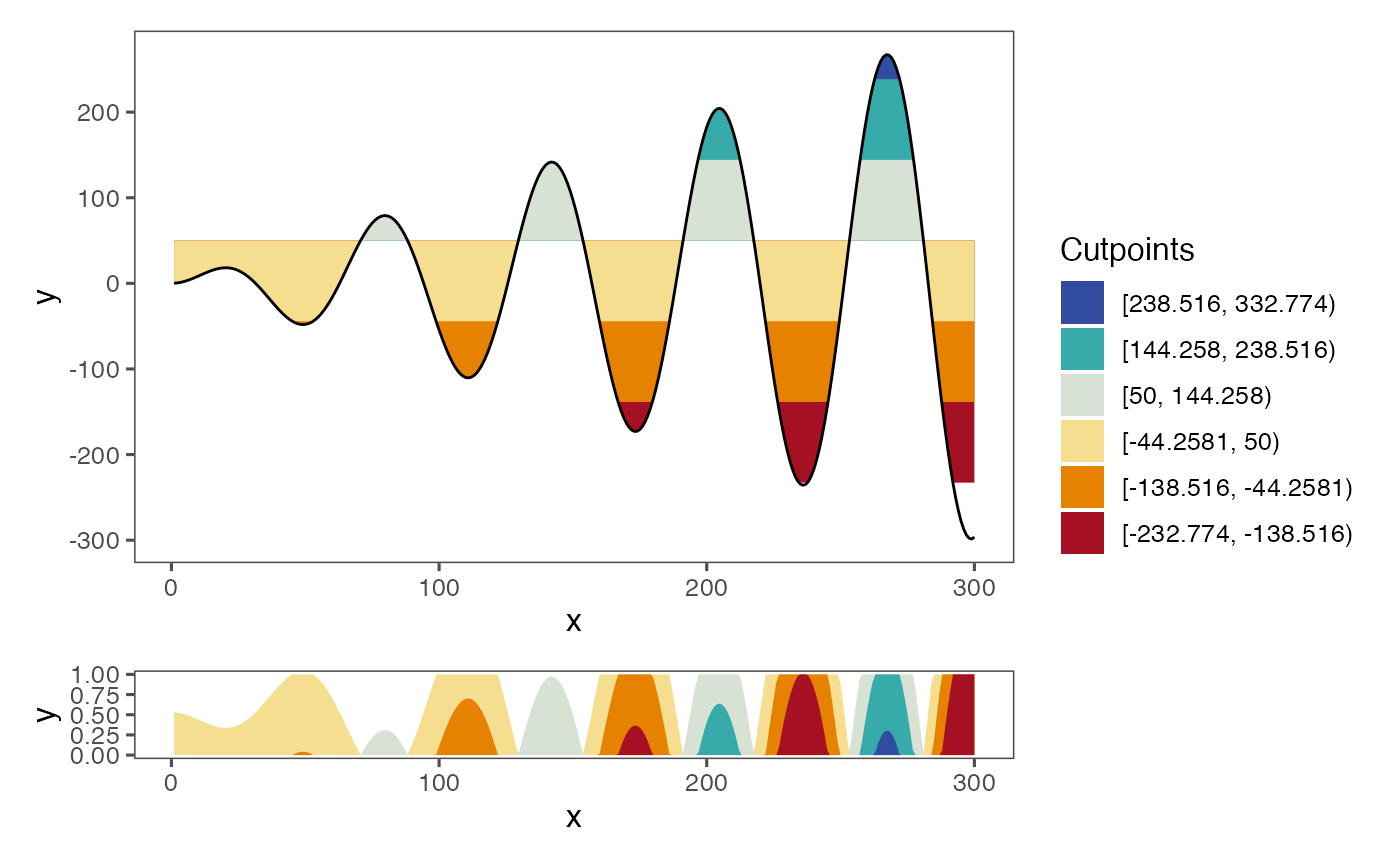 200
100
0
-100
-200
-300
y
0 100 200 300
x
Cutpoints
[238.516, 332.774)
[144.258, 238.516)
[50, 144.258)
[-44.2581, 50)
[-138.516, -44.2581)
[-232.774, -138.516)
1.00
0.75
0.50
0.25
0.00
y
0 100 200 300
x